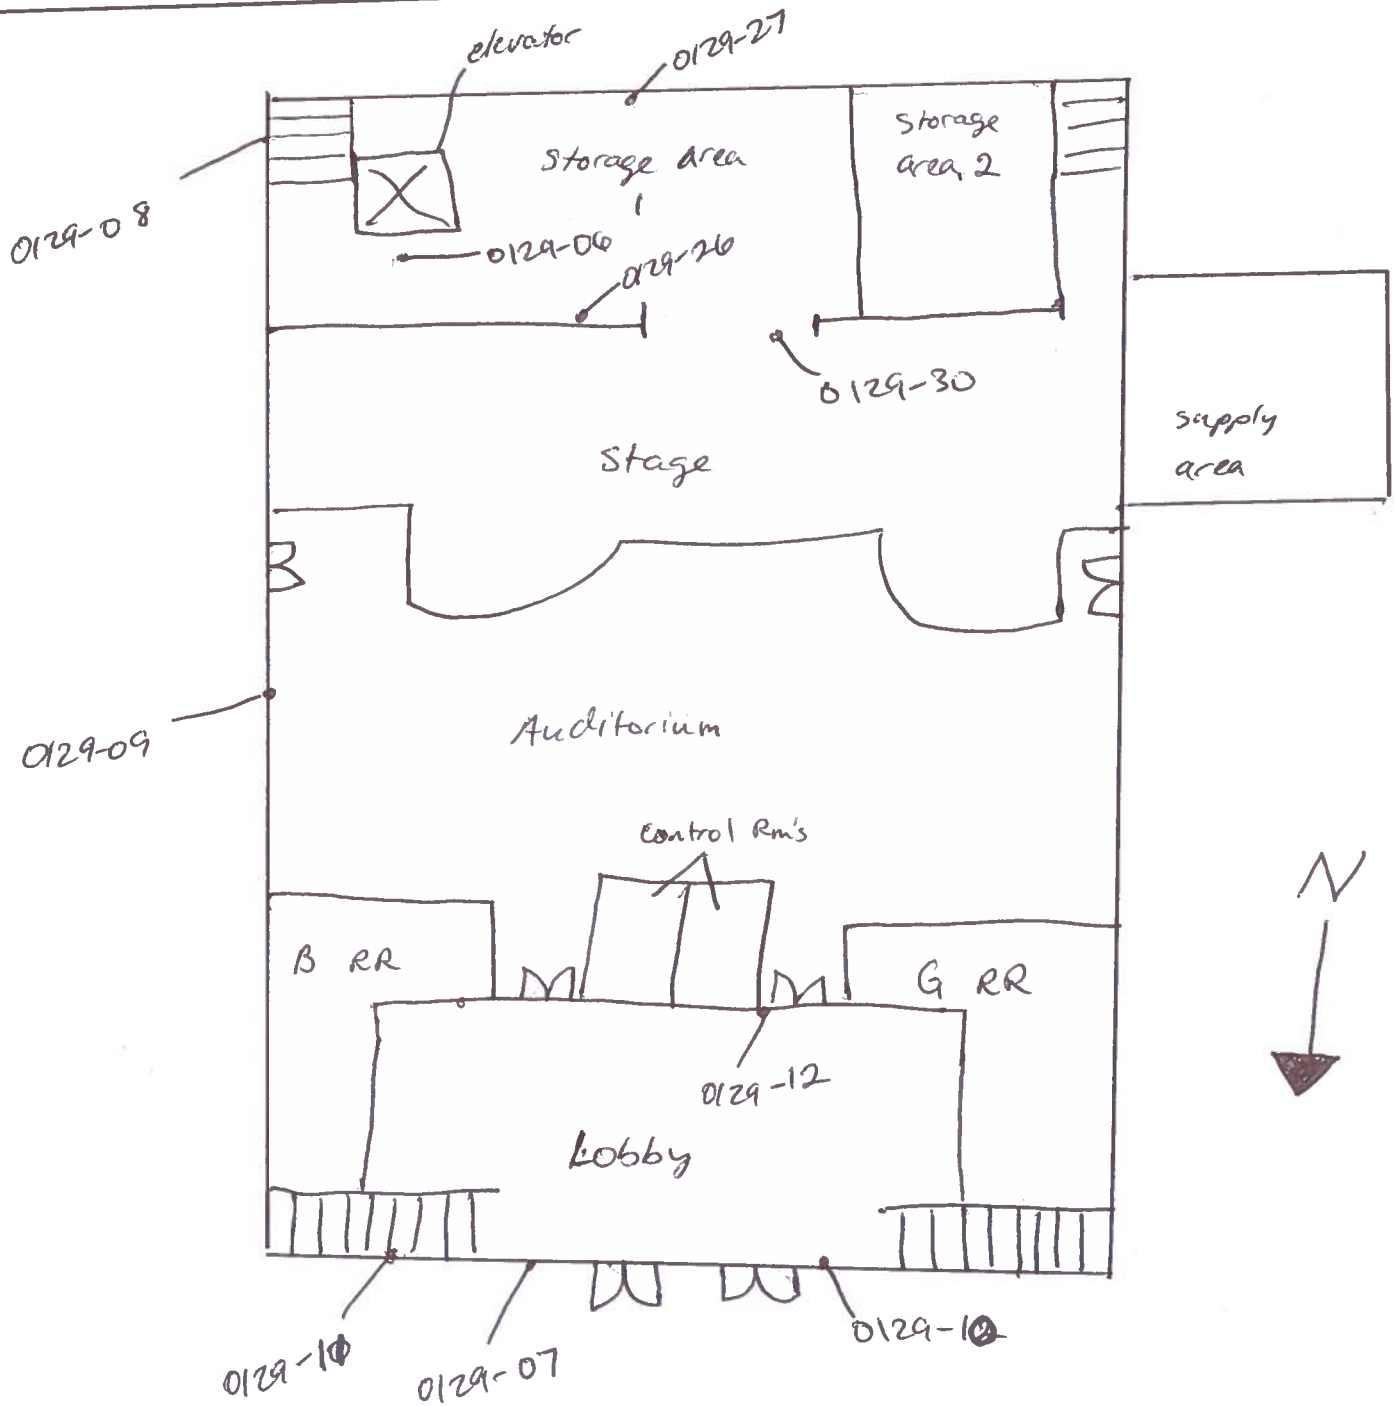 elevator
0129-27
Storage Area
1
Storage
area 2
0129-08
0129-06
0129-26
0129-30
Stage
supply
area
Auditorium
0129-09
Control Rm's
N
B RR
G RR
0129-12
Lobby
0129-07